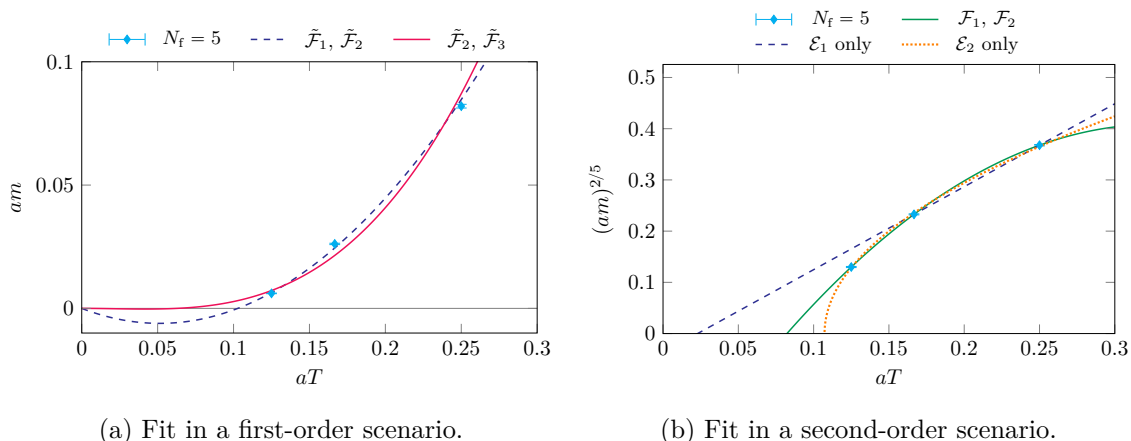 N_f = 5   F̃_1, F̃_2   F̃_2, F̃_3
0.1
0.05
0
am
0 0.05 0.1 0.15 0.2 0.25 0.3
aT
(a) Fit in a first-order scenario.
N_f = 5   F_1, F_2
E_1 only   E_2 only
0.5
0.4
0.3
0.2
0.1
0
(am)^{2/5}
0 0.05 0.1 0.15 0.2 0.25 0.3
aT
(b) Fit in a second-order scenario.